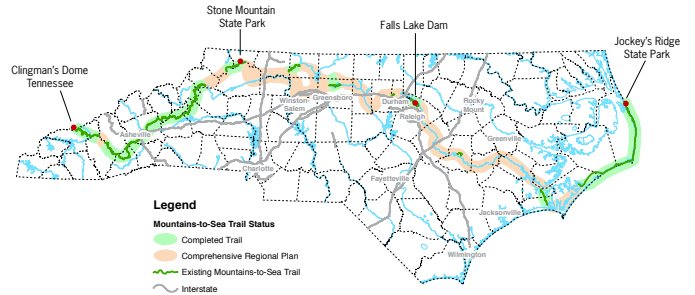 Stone Mountain
State Park
Falls Lake Dam
Jockey's Ridge
State Park
Clingman's Dome
Tennessee
Winston-
Salem
Greensboro
Durham
Raleigh
Rocky
Mount
Asheville
Greenville
Charlotte
Fayetteville
Jacksonville
Wilmington
Legend
Mountains-to-Sea Trail Status
Completed Trail
Comprehensive Regional Plan
Existing Mountains-to-Sea Trail
Interstate